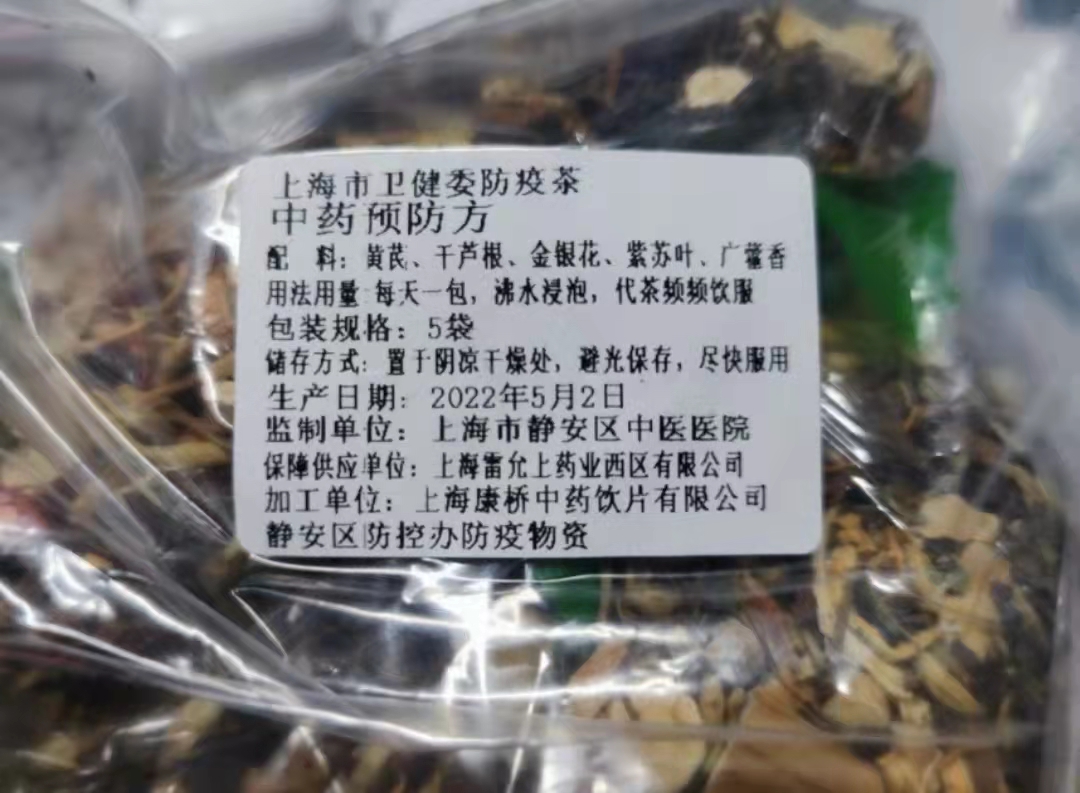 上海市卫健委防疫茶
中药预防方
配 料：黄芪、干芦根、金银花、紫苏叶、广藿香
用法用量：每天一包，沸水浸泡，代茶频频饮服
包装规格：5袋
储存方式：置于阴凉干燥处，避光保存，尽快服用
生产日期：2022年5月2日
监制单位：上海市静安区中医医院
保障供应单位：上海雷允上药业西区有限公司
加工单位：上海康桥中药饮片有限公司
静安区防控办防疫物资